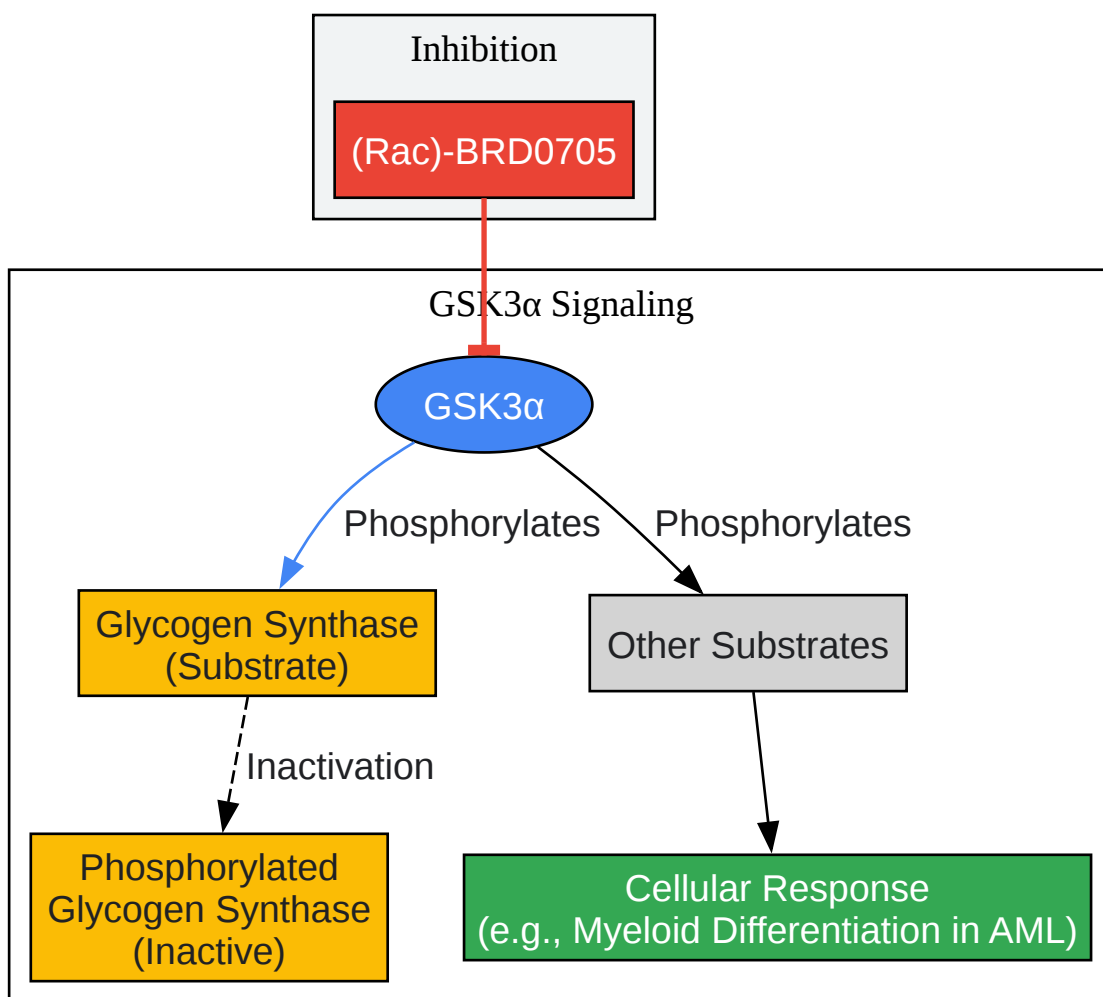 Inhibition
(Rac)-BRD0705
GSK3α Signaling
GSK3α
Phosphorylates
Phosphorylates
Glycogen Synthase
(Substrate)
Other Substrates
Inactivation
Phosphorylated
Glycogen Synthase
(Inactive)
Cellular Response
(e.g., Myeloid Differentiation in AML)